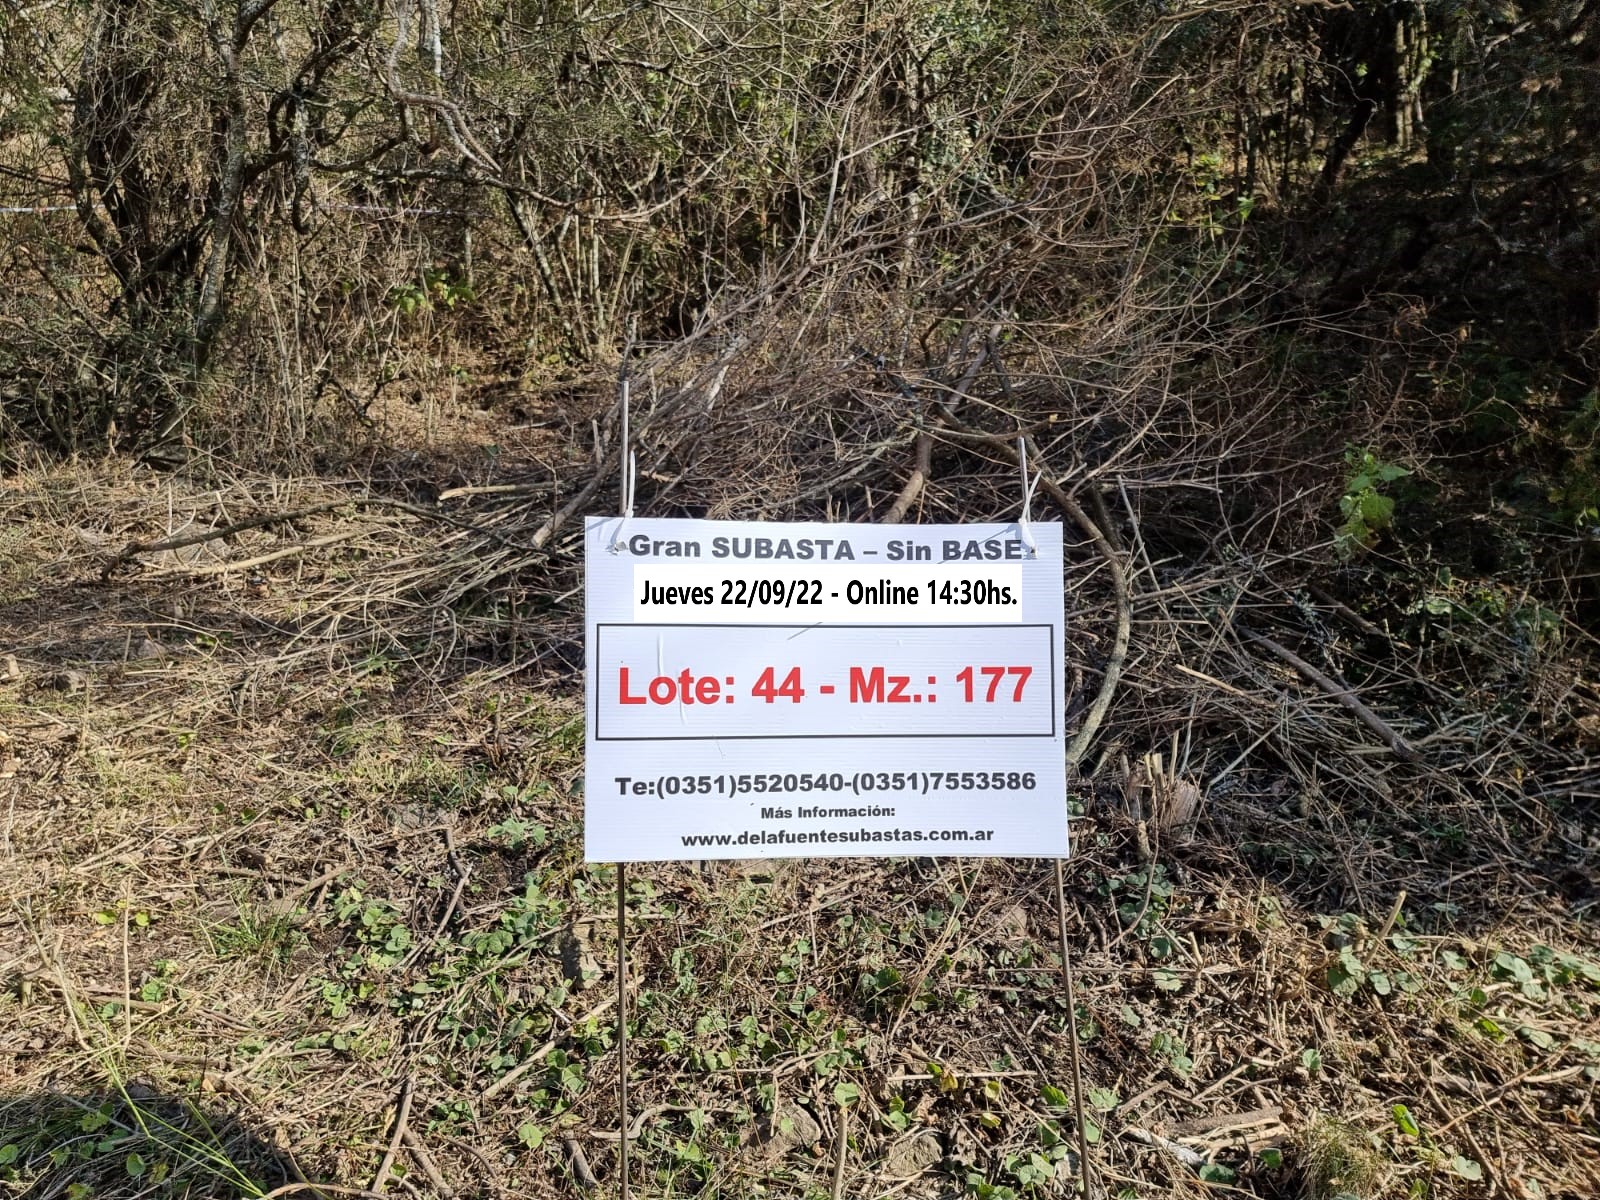 Gran SUBASTA – Sin BASE
Jueves 22/09/22 - Online 14:30hs.
Lote: 44 - Mz.: 177
Te:(0351)5520540-(0351)7553586
Más Información:
www.delafuentesubastas.com.ar